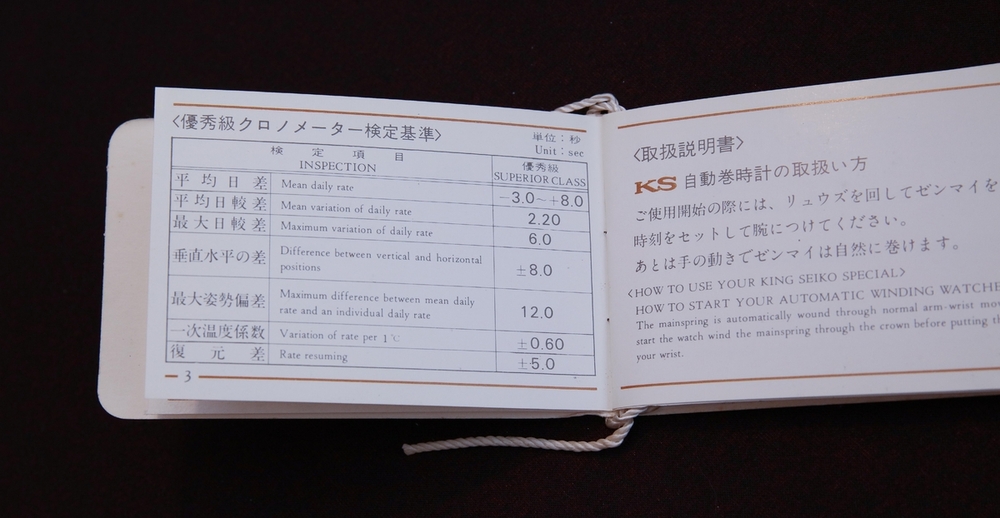 〈優秀級クロノメーター検定基準〉
単位：秒
Unit：sec
検 定 項 目
INSPECTION
優秀級
SUPERIOR CLASS
平均日差 Mean daily rate －3.0～＋8.0
平均日較差 Mean variation of daily rate 2.20
最大日較差 Maximum variation of daily rate 6.0
垂直水平の差 Difference between vertical and horizontal
positions ±8.0
最大姿勢偏差 Maximum difference between mean daily
rate and an individual daily rate 12.0
一次温度係数 Variation of rate per 1℃ ±0.60
復元差 Rate resuming ±5.0
3
〈取扱説明書〉
KS 自動巻時計の取扱い方
ご使用開始の際には、リュウズを回してゼンマイを
時刻をセットして腕につけてください。
あとは手の動きでゼンマイは自然に巻けます。
〈HOW TO USE YOUR KING SEIKO SPECIAL〉
HOW TO START YOUR AUTOMATIC WINDING WATCHE
The mainspring is automatically wound through normal arm-wrist mov
start the watch wind the mainspring through the crown before putting th
your wrist.